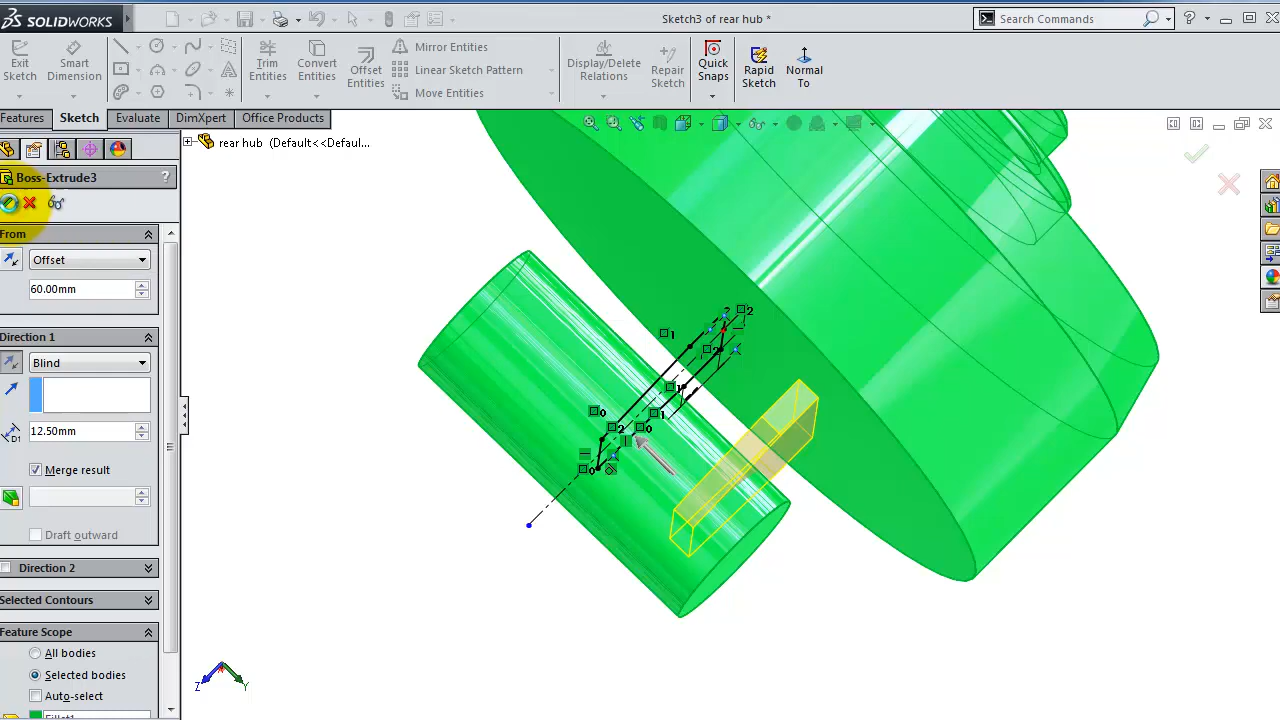 SOLIDWORKS
Sketch3 of rear hub *
Search Commands
Exit Sketch
Smart Dimension
Trim Entities
Convert Entities
Offset Entities
Mirror Entities
Linear Sketch Pattern
Move Entities
Display/Delete Relations
Repair Sketch
Quick Snaps
Rapid Sketch
Normal To
Features
Sketch
Evaluate
DimXpert
Office Products
rear hub (Default<<Defaul...
Boss-Extrude3
?
From
Offset
60.00mm
Direction 1
Blind
12.50mm
Merge result
Draft outward
Direction 2
Selected Contours
Feature Scope
All bodies
Selected bodies
Auto-select
Fillet1
Z
Y